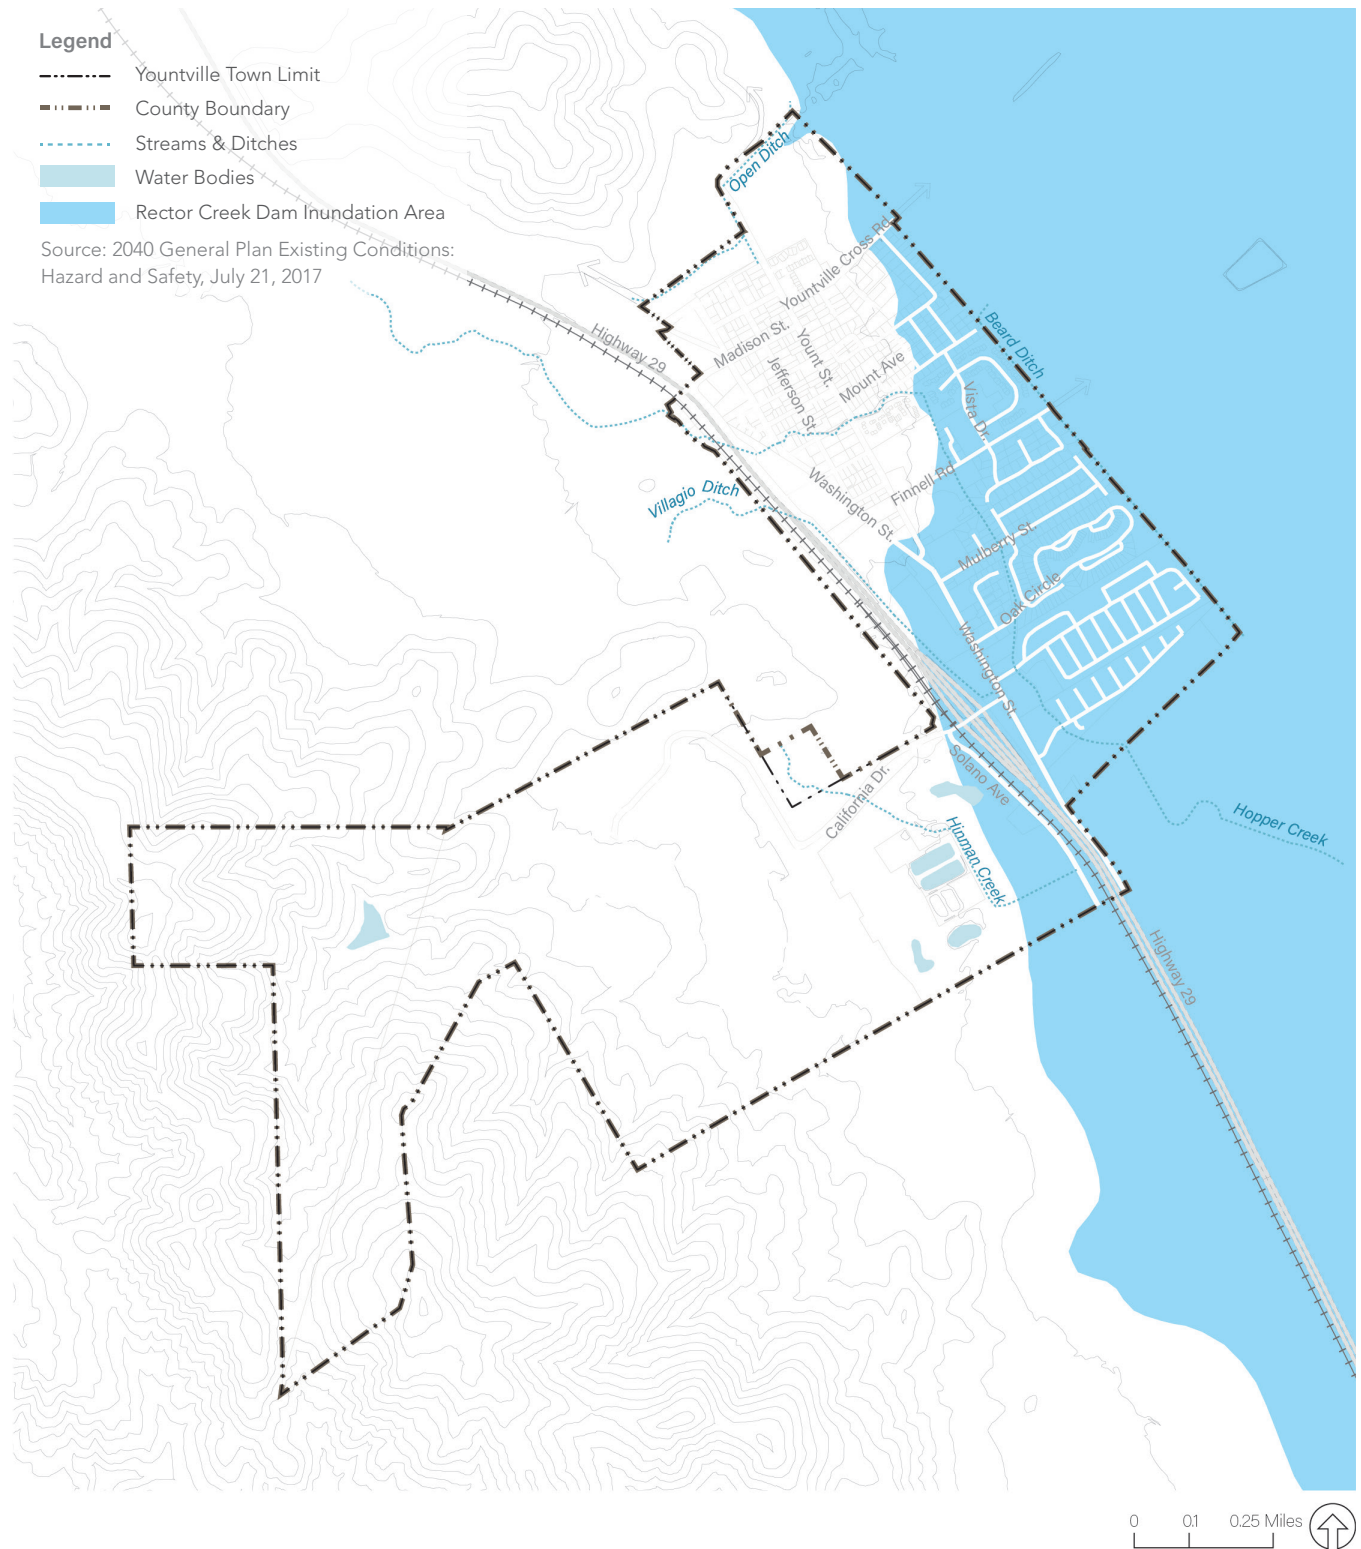 Legend
Yountville Town Limit
County Boundary
Streams & Ditches
Water Bodies
Rector Creek Dam Inundation Area
Source: 2040 General Plan Existing Conditions:
Hazard and Safety, July 21, 2017
Open Ditch
Yountville Cross Rd.
Beard Ditch
Highway 29
Madison St.
Yount St.
Jefferson St.
Mount Ave
Vista Dr.
Villagio Ditch
Washington St.
Finnell Rd.
Mulberry St.
Oak Circle
Washington St.
Solano Ave
California Dr.
Hinman Creek
Hopper Creek
Highway 29
0 0.1 0.25 Miles